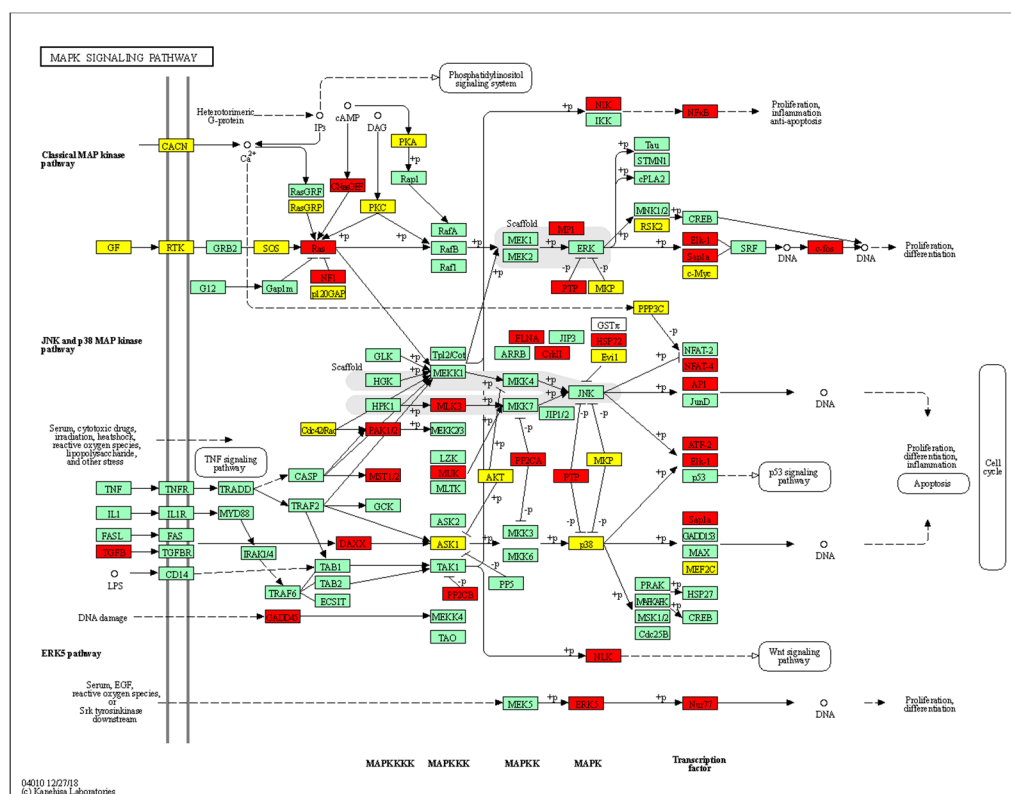 MAPK SIGNALING PATHWAY
Phosphatidylinositol
signaling system
Heterotorimeric
G-protein
IP3
cAMP
DAG
Ca2+
Classical MAP kinase
pathway
CACN
PKA
+p
Rap1
RasGRF
CNasGEF
RasGRP
PKC
NIK
IKK
+p
+p
NFκB
Proliferation,
inflammation
anti-apoptosis
Tau
STMN1
cPLA2
+p
MNK1/2
RSK2
+p
CREB
GF
RTK
GRB2
SOS
Ras
+p
RafA
RafB
Raf1
+p
Scaffold
MEK1
MEK2
MP1
+p
ERK
+p
Elk-1
Sap1a
c-Myc
SRF
DNA
c-fos
DNA
Proliferation,
differentiation
G12
Gap1m
NF1
p120GAP
PTP
MKP
-p
-p
+p
PPP3C
-p
JNK and p38 MAP kinase
pathway
GSTπ
FLNA
JIP3
HSP72
ARRB
CrkII
Evi1
NFAT-2
NFAT-4
GLK
Tpl2/Cot
Scaffold
HGK
MEKK1
MKK4
JNK
AP1
JunD
DNA
HPK1
MLK3
MKK7
JIP1/2
Cdc42/Rac
PAK1/2
MEKK2/3
Serum, cytotoxic drugs,
irradiation, heatshock,
reactive oxygen species,
lipopolysaccharide,
and other stress
TNF signaling
pathway
CASP
MST1/2
LZK
MUK
MLTK
AKT
PP2CA
PTP
MKP
ATF-2
Elk-1
p53
p53 signaling
pathway
Proliferation,
differentiation,
inflammation
Apoptosis
Cell
cycle
TNF
TNFR
TRADD
TRAF2
GCK
IL1
IL1R
MYD88
ASK2
MKK3
Sap1a
GADD153
MAX
MEF2C
FASL
FAS
TGFB
TGFBR
IRAK1/4
DAXX
ASK1
MKK6
p38
DNA
LPS
CD14
TAB1
TAB2
ECSIT
TRAF6
TAK1
PP5
PP2CB
-p
PRAK
MAPKAPK
MSK1/2
Cdc25B
HSP27
CREB
DNA damage
GADD45
MEKK4
TAO
ERK5 pathway
+p
NLK
Wnt signaling
pathway
Serum, EGF,
reactive oxygen species,
or
Srk tyrosinkinase
downstream
MEK5
+p
ERK5
+p
Nur77
DNA
Proliferation,
differentiation
MAPKKKK
MAPKKK
MAPKK
MAPK
Transcription
factor
04010 12/27/18
(c) Kanehisa Laboratories